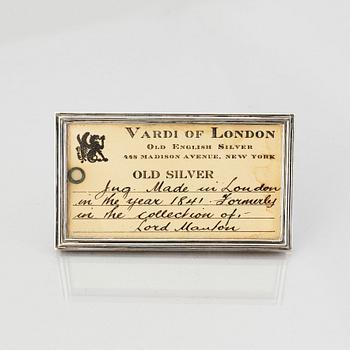 VARDI OF LONDON
OLD ENGLISH SILVER
448 MADISON AVENUE, NEW YORK
OLD SILVER
Jug. Made in London
in the year 1841. Formerly
in the collection of:-
Lord Manton